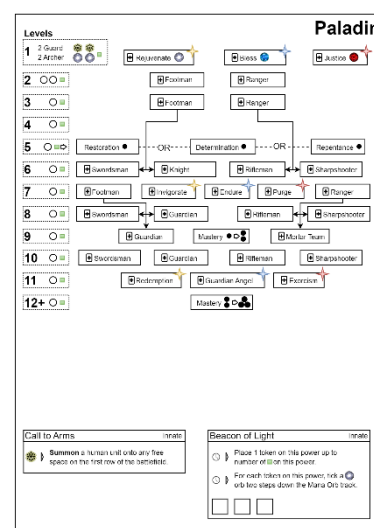 Paladin
Levels
1 2 Guard
2 Archer
Rejuvenate Bless Justice
2 Footman Ranger
3 Footman Ranger
4
5 Restoration OR Determination OR Repentance
6 Swordsman Knight Rifleman Sharpshooter
7 Footman Invigorate Endure Purge Ranger
8 Swordsman Guardian Rifleman Sharpshooter
9 Guardian Mastery Mortar Team
10 Swordsman Guardian Rifleman Sharpshooter
11 Redemption Guardian Angel Exorcism
12+ Mastery
Call to Arms Innate
Summon a human unit onto any free
space on the first row of the battlefield.
Beacon of Light Innate
Place 1 token on this power up to
number of on this power.
For each token on this power, tick a
orb two steps down the Mana Orb track.